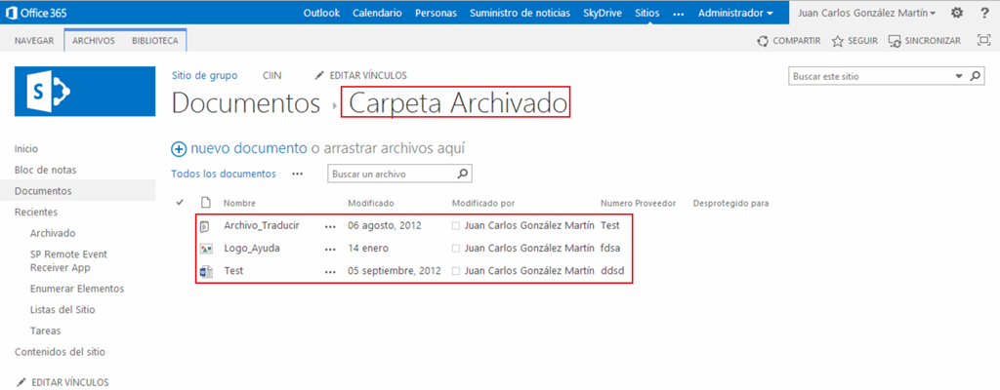 Office 365 Outlook Calendario Personas Suministro de noticias SkyDrive Sitios ... Administrador Juan Carlos González Martín ?
NAVEGAR ARCHIVOS BIBLIOTECA COMPARTIR SEGUIR SINCRONIZAR
Sitio de grupo CIIN EDITAR VÍNCULOS
Buscar este sitio
S
Documentos Carpeta Archivado
nuevo documento o arrastrar archivos aquí
Todos los documentos ... Buscar un archivo
Nombre Modificado Modificado por Numero Proveedor Desprotegido para
Archivo_Traducir ... 06 agosto, 2012 Juan Carlos González Martín Test
Logo_Ayuda ... 14 enero Juan Carlos González Martín fdsa
Test ... 05 septiembre, 2012 Juan Carlos González Martín ddsd
Inicio
Bloc de notas
Documentos
Recientes
Archivado
SP Remote Event
Receiver App
Enumerar Elementos
Listas del Sitio
Tareas
Contenidos del sitio
EDITAR VÍNCULOS